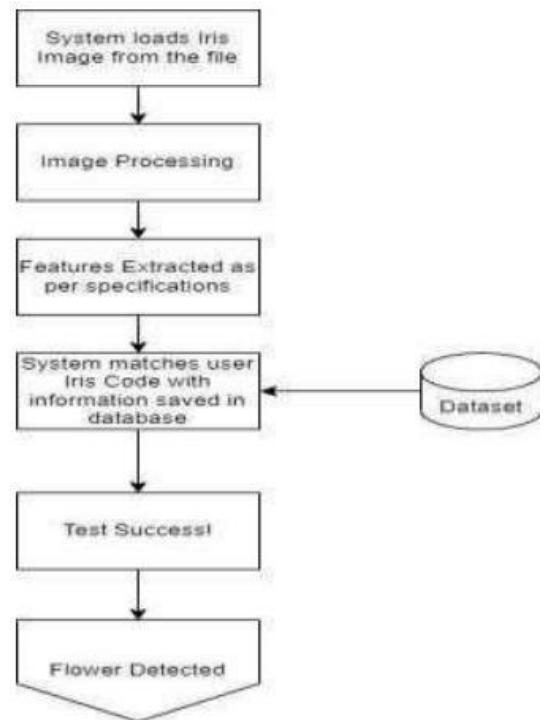 System loads Iris
Image from the file
Image Processing
Features Extracted as
per specifications
System matches user
Iris Code with
information saved in
database
Dataset
Test Success!
Flower Detected